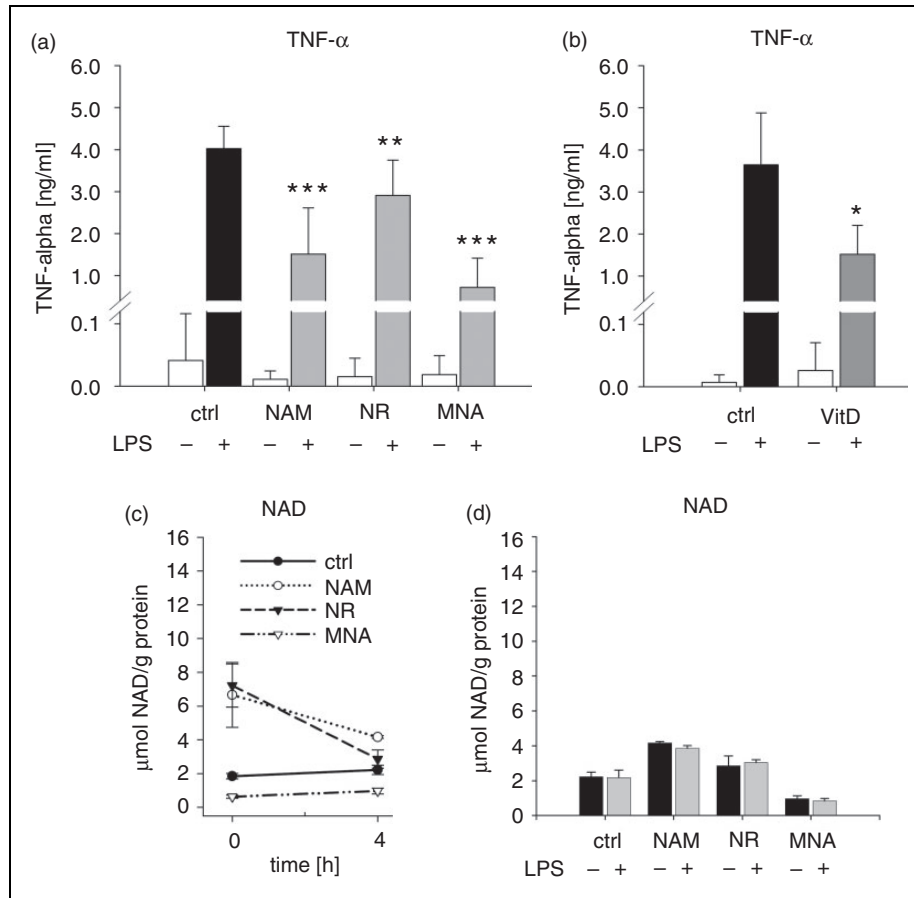 (a) TNF-α
TNF-alpha [ng/ml]
6.0
5.0
4.0
3.0
2.0
1.0
0.1
0.0
***
**
***
ctrl NAM NR MNA
LPS – + – + – + – +
(b) TNF-α
TNF-alpha [ng/ml]
6.0
5.0
4.0
3.0
2.0
1.0
0.1
0.0
*
ctrl VitD
LPS – + – +
(c) NAD
μmol NAD/g protein
16
14
12
10
8
6
4
2
0
ctrl
NAM
NR
MNA
0 4
time [h]
(d) NAD
μmol NAD/g protein
16
14
12
10
8
6
4
2
0
ctrl NAM NR MNA
LPS – + – + – + – +